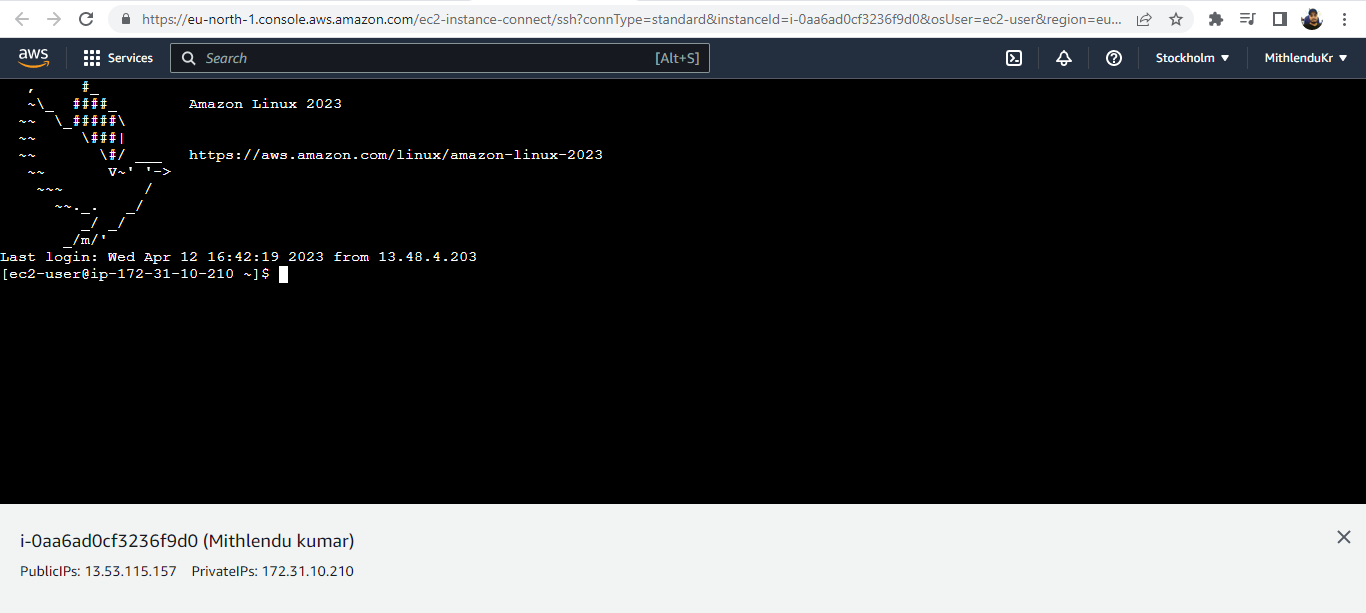 https://eu-north-1.console.aws.amazon.com/ec2-instance-connect/ssh?connType=standard&instanceId=i-0aa6ad0cf3236f9d0&osUser=ec2-user&region=eu...
aws Services Search [Alt+S] Stockholm ▼ MithlenduKr ▼
   ,     #_
   ~\_  ####_        Amazon Linux 2023
  ~~  \_#####\
  ~~     \###|
  ~~       \#/ ___   https://aws.amazon.com/linux/amazon-linux-2023
   ~~       V~' '->
    ~~~         /
      ~~._.   _/
         _/ _/
       _/m/'
Last login: Wed Apr 12 16:42:19 2023 from 13.48.4.203
[ec2-user@ip-172-31-10-210 ~]$
i-0aa6ad0cf3236f9d0 (Mithlendu kumar)
PublicIPs: 13.53.115.157 PrivateIPs: 172.31.10.210